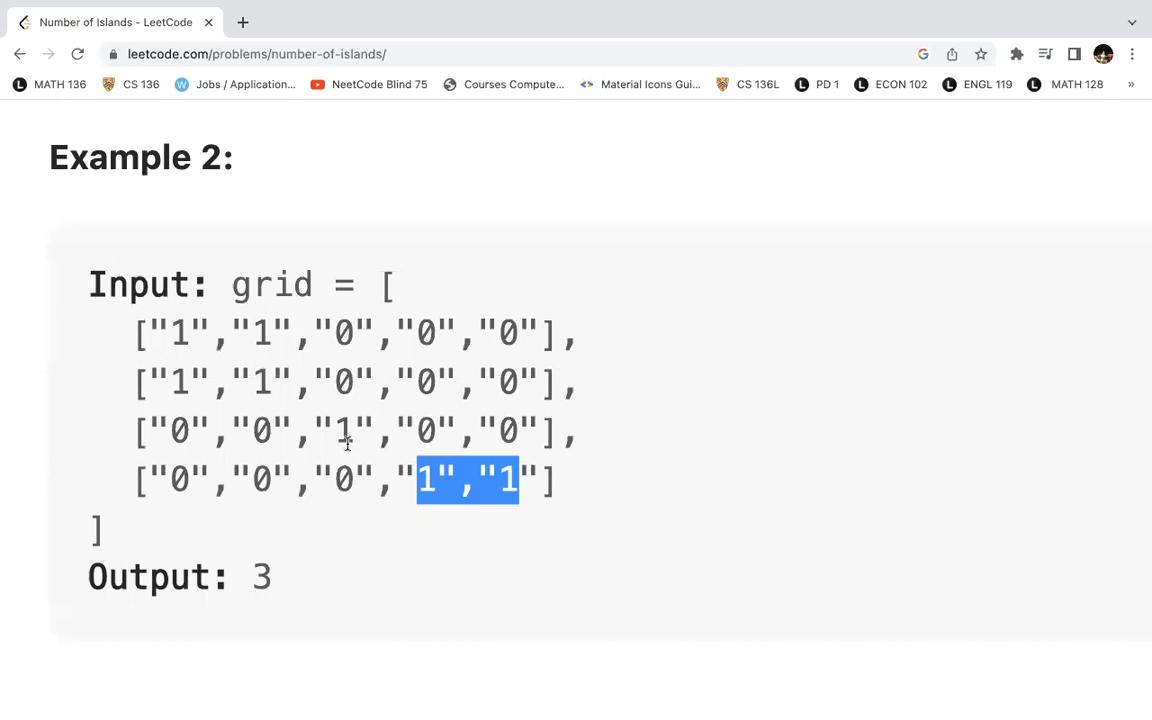 Number of Islands - LeetCode
leetcode.com/problems/number-of-islands/
MATH 136 CS 136 Jobs / Application... NeetCode Blind 75 Courses Compute... Material Icons Gui... CS 136L PD 1 ECON 102 ENGL 119 MATH 128 »
Example 2:
Input: grid = [
["1","1","0","0","0"],
["1","1","0","0","0"],
["0","0","1","0","0"],
["0","0","0","1","1"]
]
Output: 3